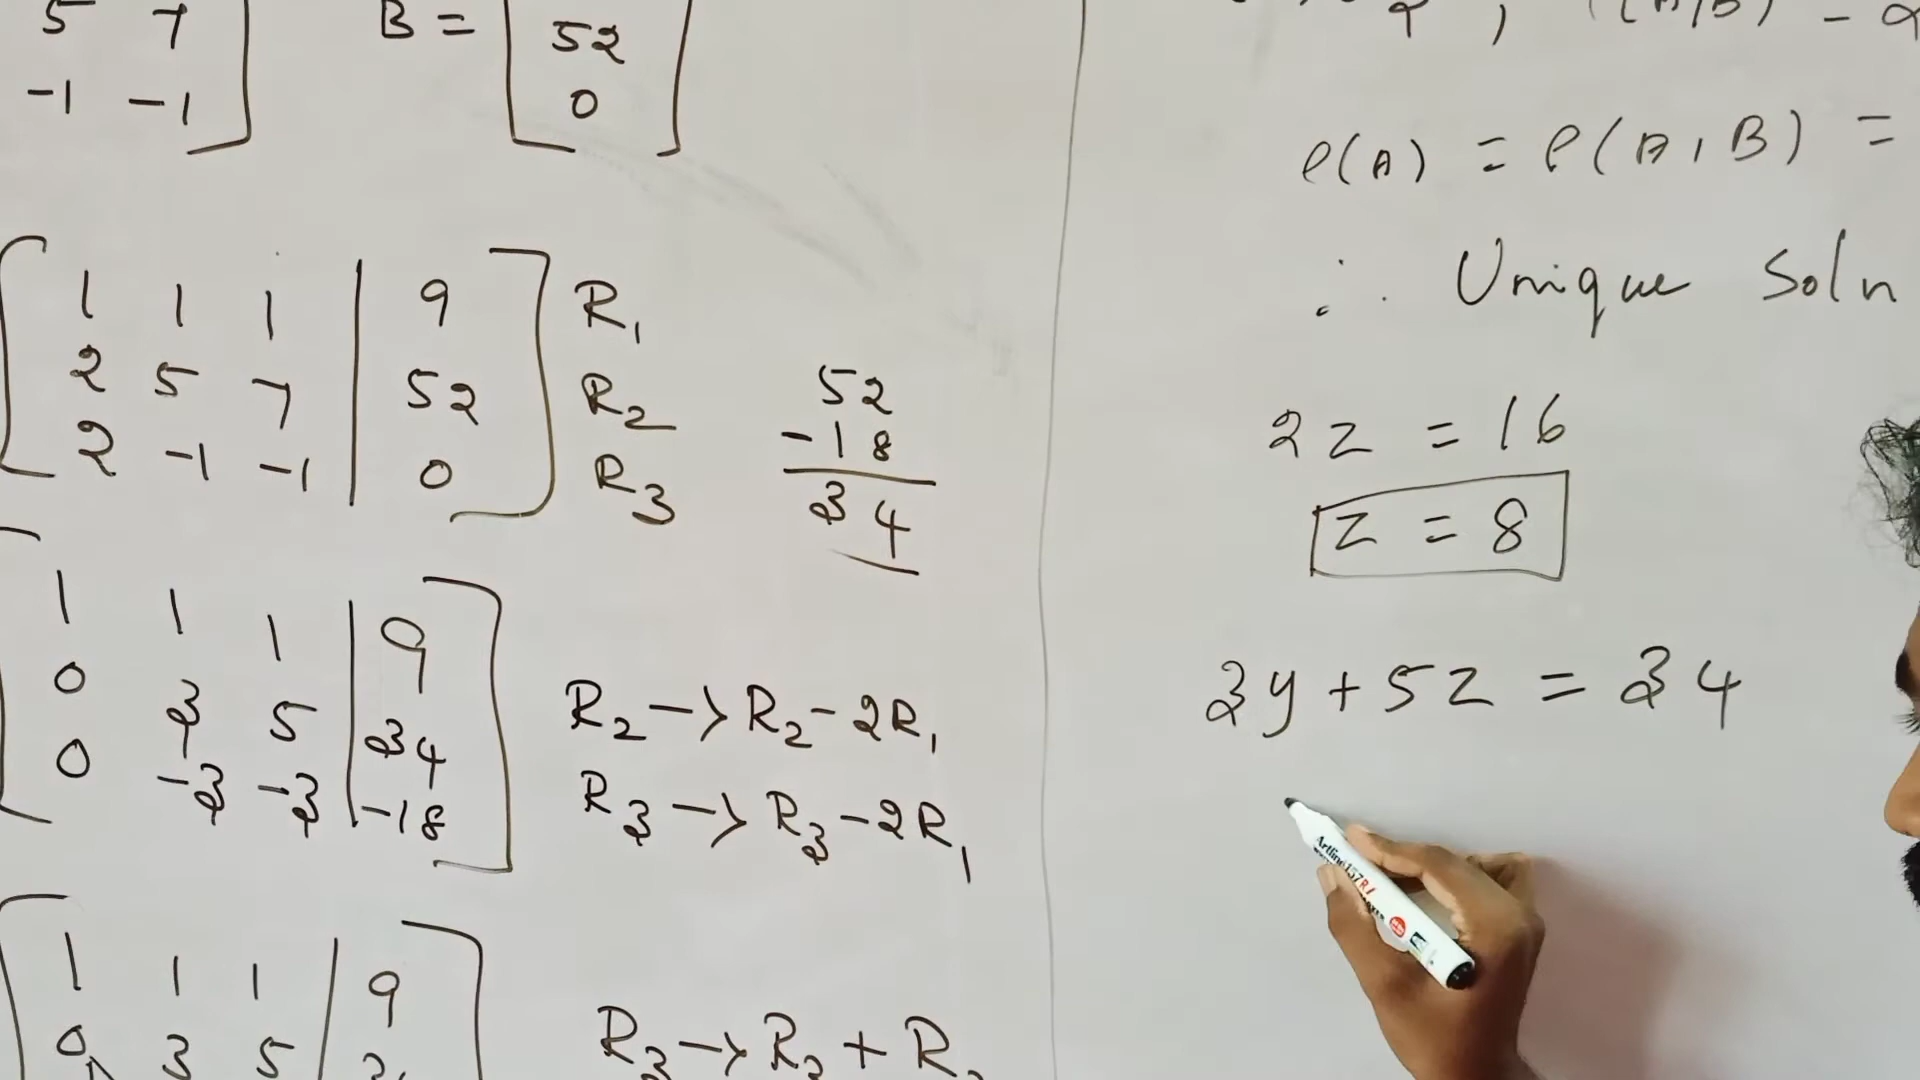 5 7
-1 -1
B = 52
0
1 1 1 | 9 R1
2 5 7 | 52 R2
2 -1 -1 | 0 R3
52
-18
34
1 1 1 | 9
0 3 5 | 34 R2 → R2 - 2R1
0 -3 -3 | -18 R3 → R3 - 2R1
1 1 1 | 9
0 3 5
R3 → R3 + R
ρ(A) = ρ(A, B) =
∴ Unique Soln
2z = 16
z = 8
3y + 5z = 34
Artline 157R